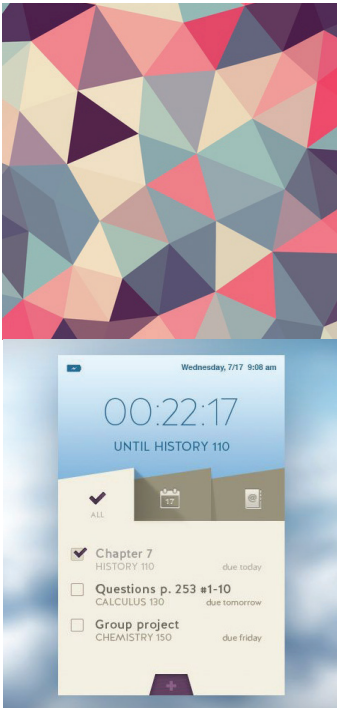 Wednesday, 7/17 9:08 am
00:22:17
UNTIL HISTORY 110
17
ALL
Chapter 7
HISTORY 110 due today
Questions p. 253 #1-10
CALCULUS 130 due tomorrow
Group project
CHEMISTRY 150 due friday